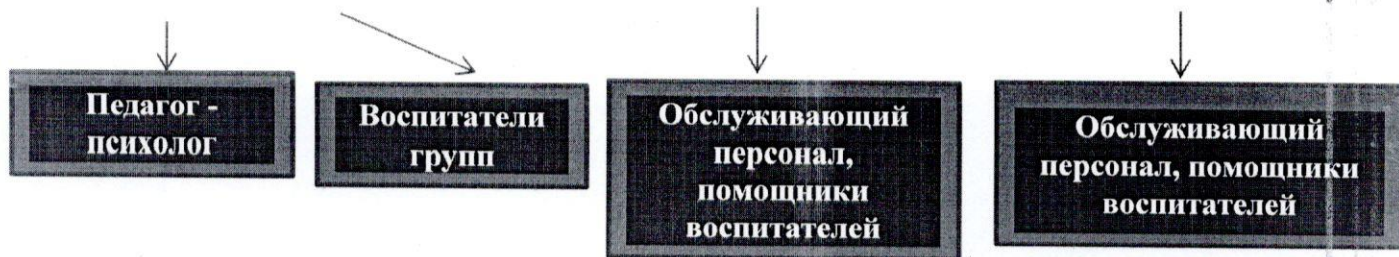 Педагог -
психолог
Воспитатели
групп
Обслуживающий
персонал,
помощники
воспитателей
Обслуживающий
персонал, помощники
воспитателей